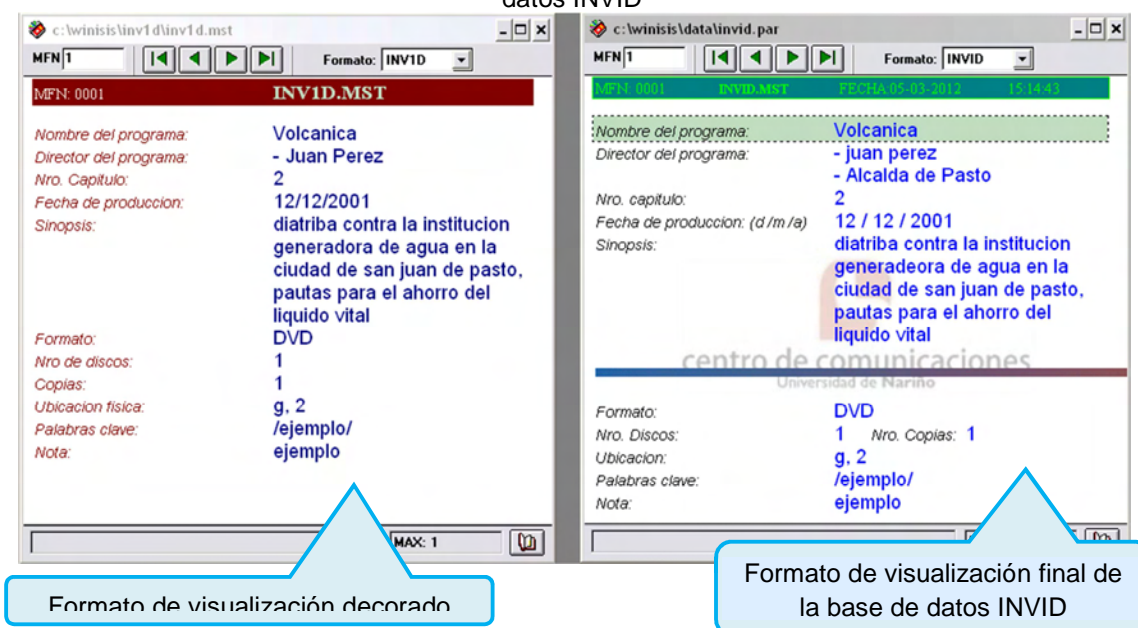 datos INVID
c:\winisis\inv1d\inv1d.mst
MFN 1 Formato: INV1D
MFN: 0001 INV1D.MST
Nombre del programa: Volcanica
Director del programa: - Juan Perez
Nro. Capitulo: 2
Fecha de produccion: 12/12/2001
Sinopsis: diatriba contra la institucion
generadora de agua en la
ciudad de san juan de pasto,
pautas para el ahorro del
liquido vital
Formato: DVD
Nro de discos: 1
Copias: 1
Ubicacion fisica: g, 2
Palabras clave: /ejemplo/
Nota: ejemplo
MAX: 1
Formato de visualización decorado
c:\winisis\data\invid.par
MFN 1 Formato: INVID
MFN: 0001 INVID.MST FECHA:05-03-2012 15:14:43
Nombre del programa: Volcanica
Director del programa: - juan perez
- Alcalda de Pasto
Nro. capitulo: 2
Fecha de produccion: (d/m/a) 12 / 12 / 2001
Sinopsis: diatriba contra la institucion
generadeora de agua en la
ciudad de san juan de pasto,
pautas para el ahorro del
liquido vital
centro de comunicaciones
Universidad de Nariño
Formato: DVD
Nro. Discos: 1 Nro. Copias: 1
Ubicacion: g, 2
Palabras clave: /ejemplo/
Nota: ejemplo
Formato de visualización final de
la base de datos INVID